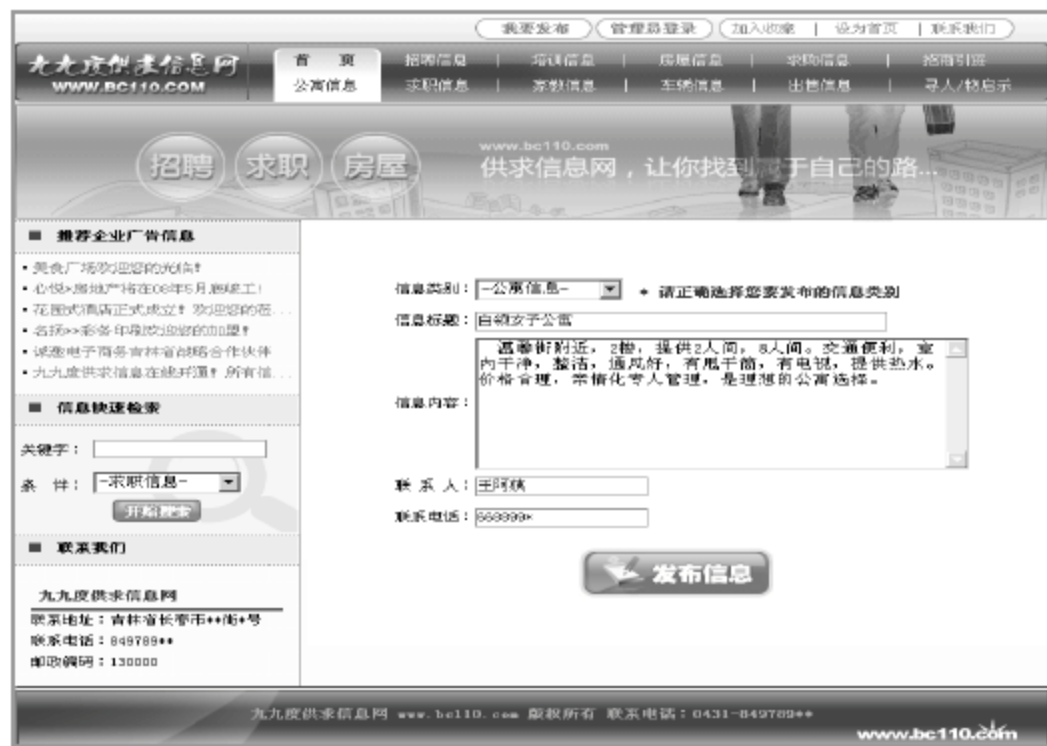 我要发布 管理员登录 加入收藏 | 设为首页 | 联系我们
九九度供求信息网
WWW.BC110.COM
首 页 招聘信息 | 培训信息 | 房屋信息 | 求购信息 | 招商引资
公寓信息 求职信息 | 家教信息 | 车辆信息 | 出售信息 | 寻人/物启示
招聘 求职 房屋
www.bc110.com
供求信息网，让你找到属于自己的路...
推荐企业广告信息
美食广场欢迎您的光临!
心悦>房地产将在08年5月底竣工!
花园式酒店正式成立! 欢迎您的莅...
名扬>>彩务印刷欢迎您的加盟!
诚邀电子商务吉林省战略合作伙伴
九九度供求信息在线开通! 所有信...
信息快速检索
关键字：
条 件： -求职信息-
开始搜索
联系我们
九九度供求信息网
联系地址：吉林省长春市**街*号
联系电话：849789**
邮政编码：130000
信息类别： -公寓信息- * 请正确选择您要发布的信息类别
信息标题： 白领女子公寓
信息内容： 温馨街附近，2楼，提供2人间，8人间。交通便利，室
内干净，整洁，通风好，有甩干筒，有电视，提供热水。
价格合理，亲情化专人管理，是理想的公寓选择。
联 系 人： 王阿姨
联系电话： 668899*
发布信息
九九度供求信息网 www.bc110.com 版权所有 联系电话：0431-849789**
www.bc110.com